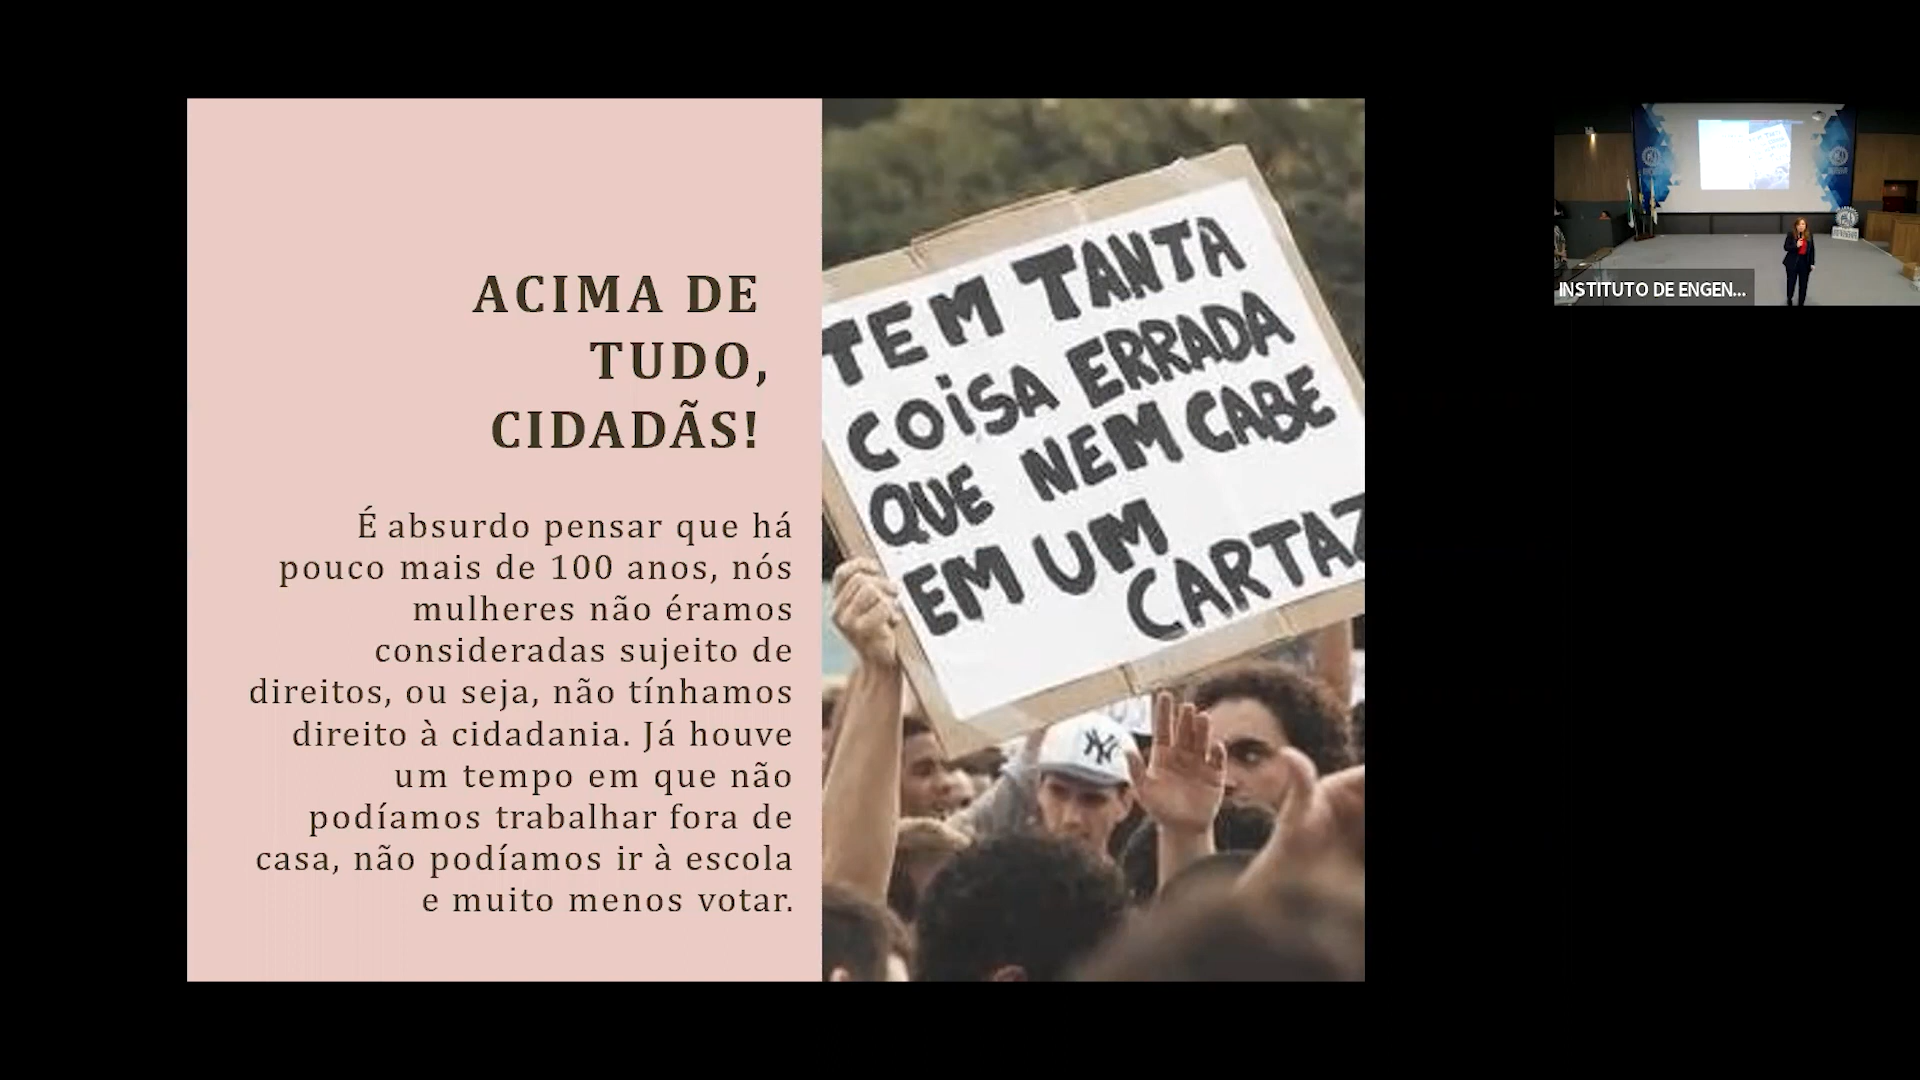 ACIMA DE
TUDO,
CIDADÃS!
É absurdo pensar que há
pouco mais de 100 anos, nós
mulheres não éramos
consideradas sujeito de
direitos, ou seja, não tínhamos
direito à cidadania. Já houve
um tempo em que não
podíamos trabalhar fora de
casa, não podíamos ir à escola
e muito menos votar.
TEM TANTA
COiSA ERRADA
QUE NEM CABE
EM UM
CARTAZ
NY
INSTITUTO DE ENGEN...